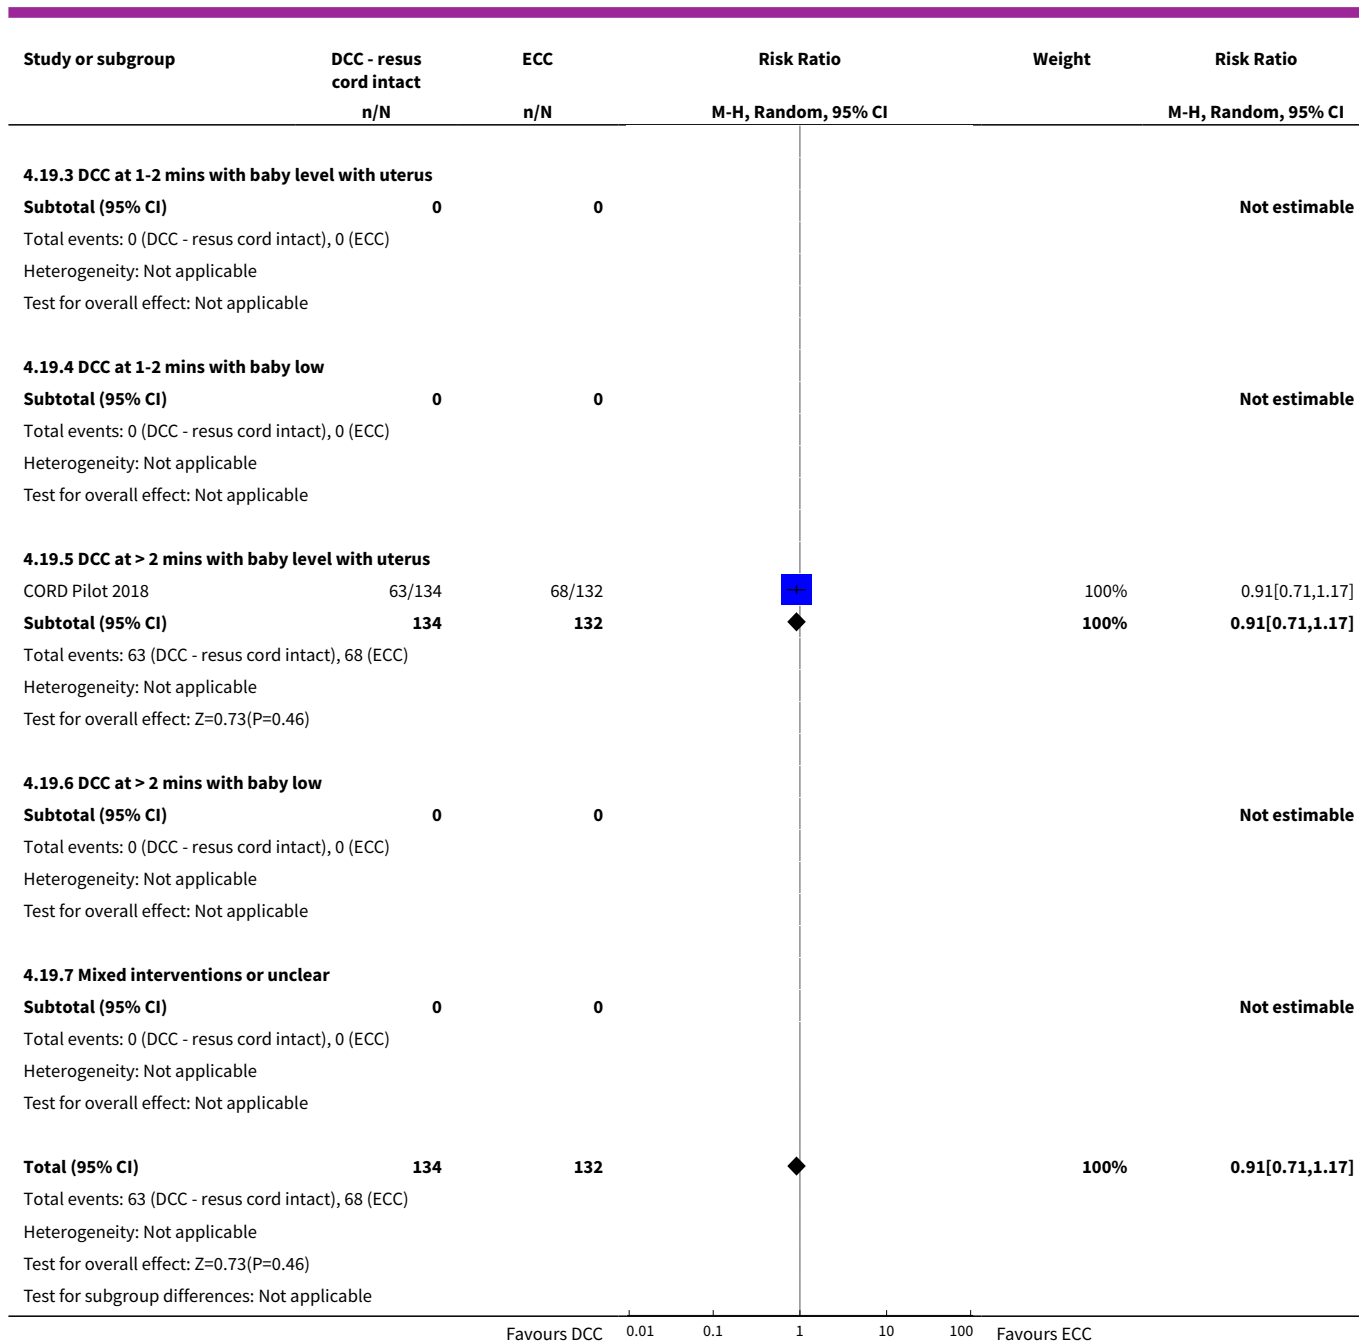 Study or subgroup DCC - resus cord intact ECC Risk Ratio Weight Risk Ratio
n/N n/N M-H, Random, 95% CI M-H, Random, 95% CI
4.19.3 DCC at 1-2 mins with baby level with uterus
Subtotal (95% CI) 0 0 Not estimable
Total events: 0 (DCC - resus cord intact), 0 (ECC)
Heterogeneity: Not applicable
Test for overall effect: Not applicable
4.19.4 DCC at 1-2 mins with baby low
Subtotal (95% CI) 0 0 Not estimable
Total events: 0 (DCC - resus cord intact), 0 (ECC)
Heterogeneity: Not applicable
Test for overall effect: Not applicable
4.19.5 DCC at > 2 mins with baby level with uterus
CORD Pilot 2018 63/134 68/132 100% 0.91[0.71,1.17]
Subtotal (95% CI) 134 132 100% 0.91[0.71,1.17]
Total events: 63 (DCC - resus cord intact), 68 (ECC)
Heterogeneity: Not applicable
Test for overall effect: Z=0.73(P=0.46)
4.19.6 DCC at > 2 mins with baby low
Subtotal (95% CI) 0 0 Not estimable
Total events: 0 (DCC - resus cord intact), 0 (ECC)
Heterogeneity: Not applicable
Test for overall effect: Not applicable
4.19.7 Mixed interventions or unclear
Subtotal (95% CI) 0 0 Not estimable
Total events: 0 (DCC - resus cord intact), 0 (ECC)
Heterogeneity: Not applicable
Test for overall effect: Not applicable
Total (95% CI) 134 132 100% 0.91[0.71,1.17]
Total events: 63 (DCC - resus cord intact), 68 (ECC)
Heterogeneity: Not applicable
Test for overall effect: Z=0.73(P=0.46)
Test for subgroup differences: Not applicable
Favours DCC 0.01 0.1 1 10 100 Favours ECC